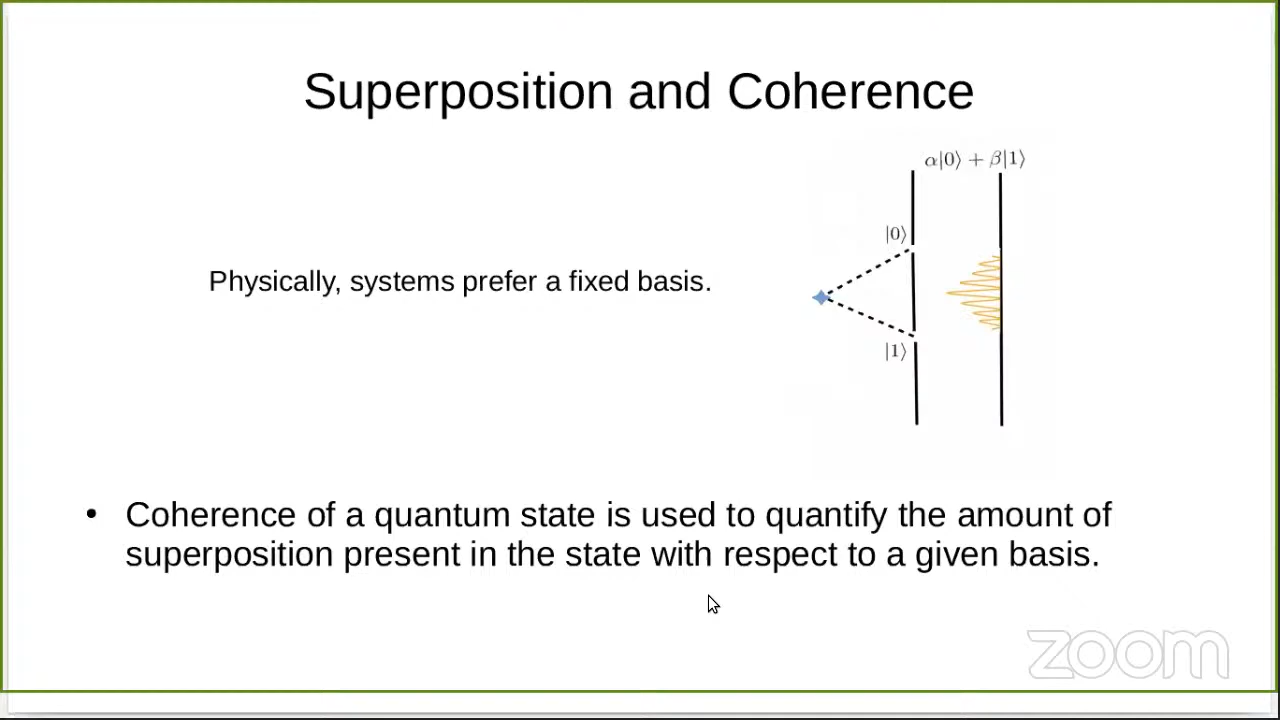 Superposition and Coherence
α|0⟩ + β|1⟩
|0⟩
Physically, systems prefer a fixed basis.
|1⟩
• Coherence of a quantum state is used to quantify the amount of
superposition present in the state with respect to a given basis.
zoom